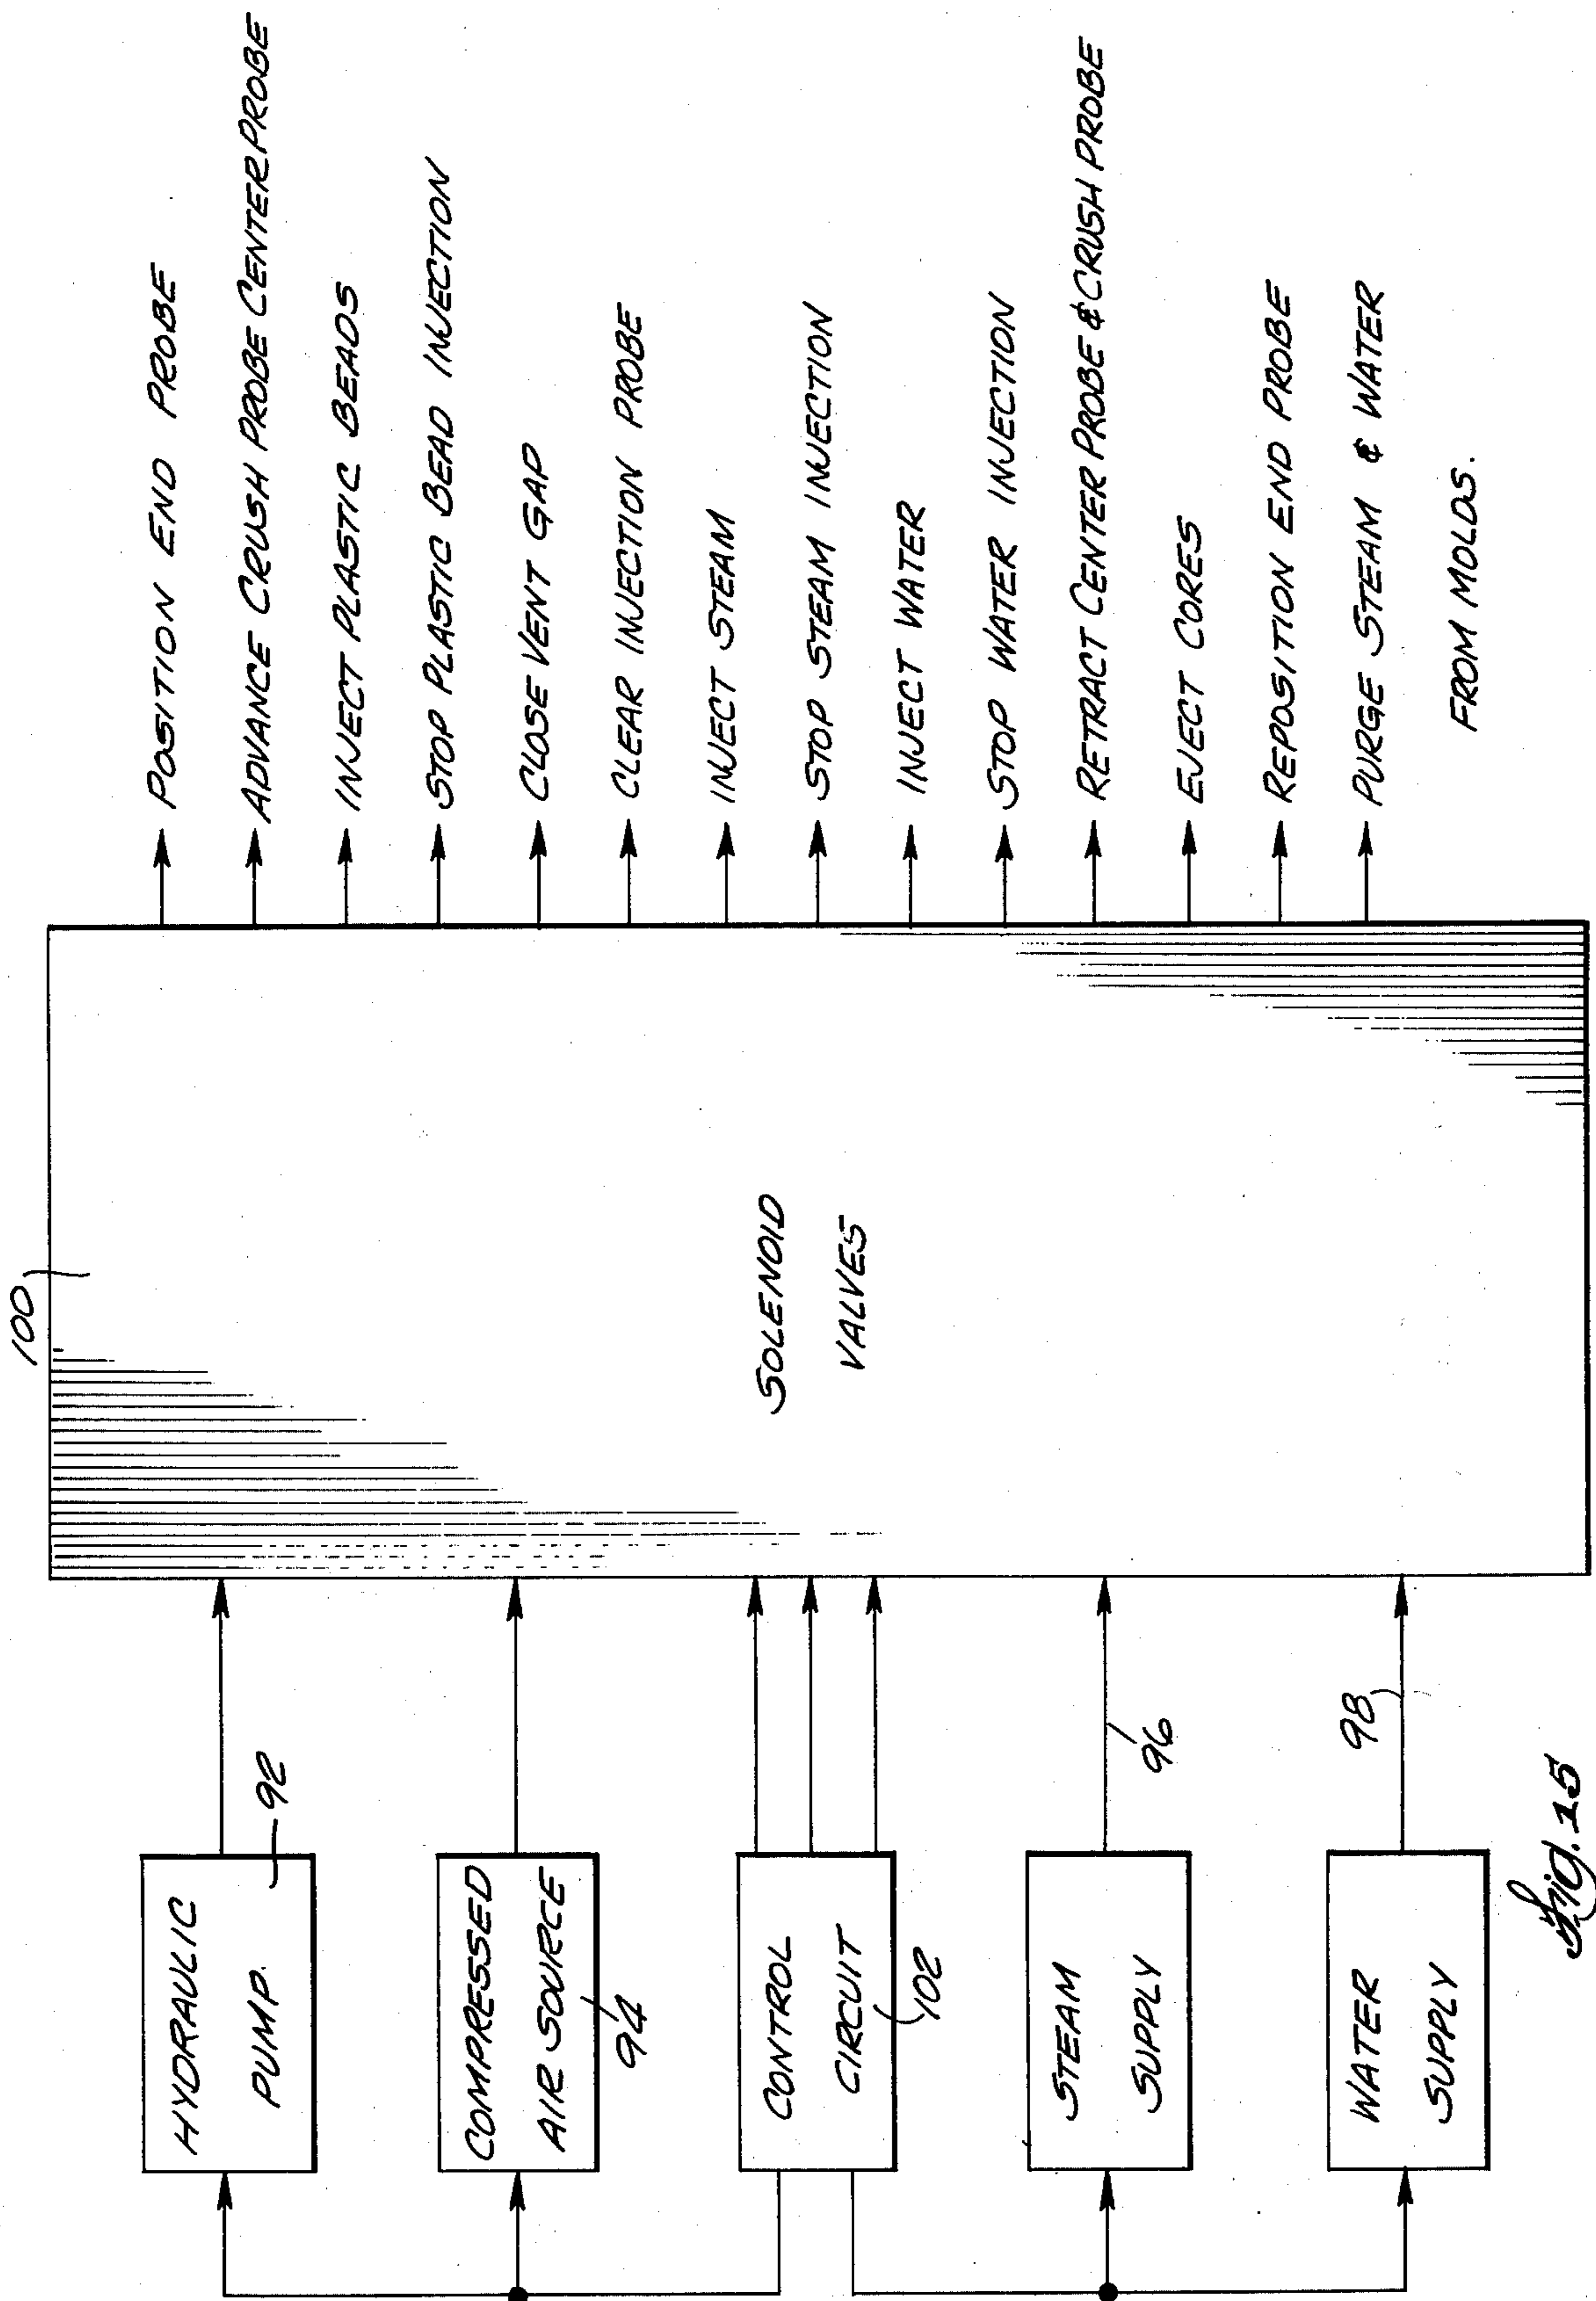 HYDRAULIC
PUMP.
92
COMPRESSED
AIR SOURCE
94
CONTROL
CIRCUIT
102
STEAM
SUPPLY
96
WATER
SUPPLY
98
100
SOLENOID
VALVES
POSITION END PROBE
ADVANCE CRUSH PROBE CENTER PROBE
INJECT PLASTIC BEADS
STOP PLASTIC BEAD INJECTION
CLOSE VENT GAP
CLEAR INJECTION PROBE
INJECT STEAM
STOP STEAM INJECTION
INJECT WATER
STOP WATER INJECTION
RETRACT CENTER PROBE & CRUSH PROBE
EJECT CORES
REPOSITION END PROBE
PURGE STEAM & WATER
FROM MOLDS.
Fig. 15